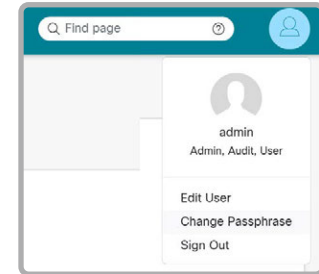 Find page
admin
Admin, Audit, User
Edit User
Change Passphrase
Sign Out